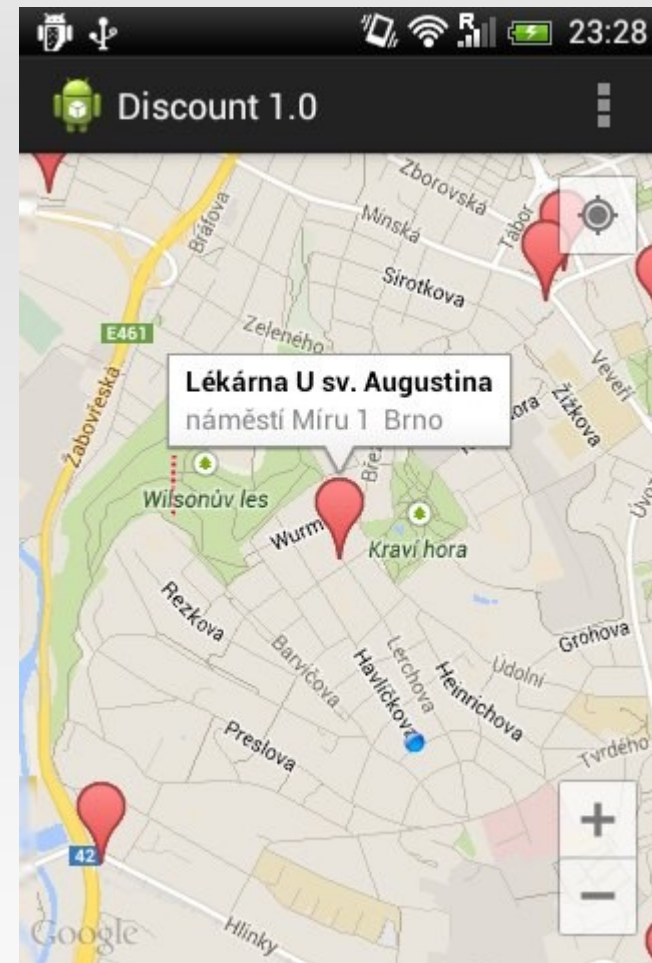 R
23:28
Discount 1.0
Zborovská
Bráfova
Minská
Tábor
Sirotkova
E461
Zeleného
Veveří
Lékárna U sv. Augustina
náměstí Míru 1 Brno
Žižkova
Žabovřeská
Wilsonův les
Wurm
Kraví hora
Rezkova
Grohova
Barvičova
Lerchova
Údolní
Havlíčkova
Heinrichova
Preslova
Tvrdého
+
42
−
Google
Hlinky